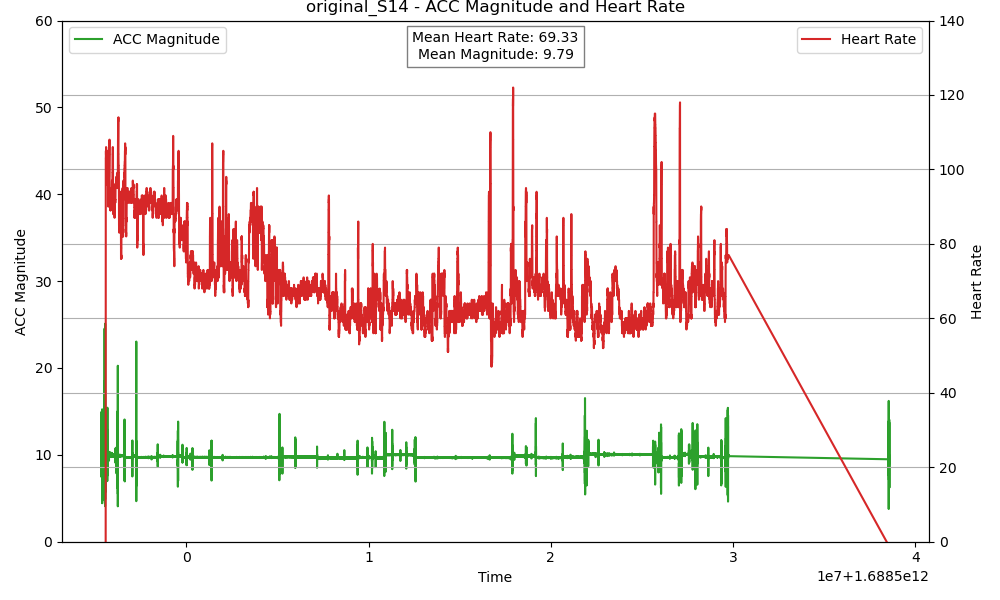 original_S14 - ACC Magnitude and Heart Rate
ACC Magnitude
Mean Heart Rate: 69.33
Mean Magnitude: 9.79
Heart Rate
60
50
40
30
20
10
0
ACC Magnitude
140
120
100
80
60
40
20
0
Heart Rate
0 1 2 3 4
Time
1e7+1.6885e12